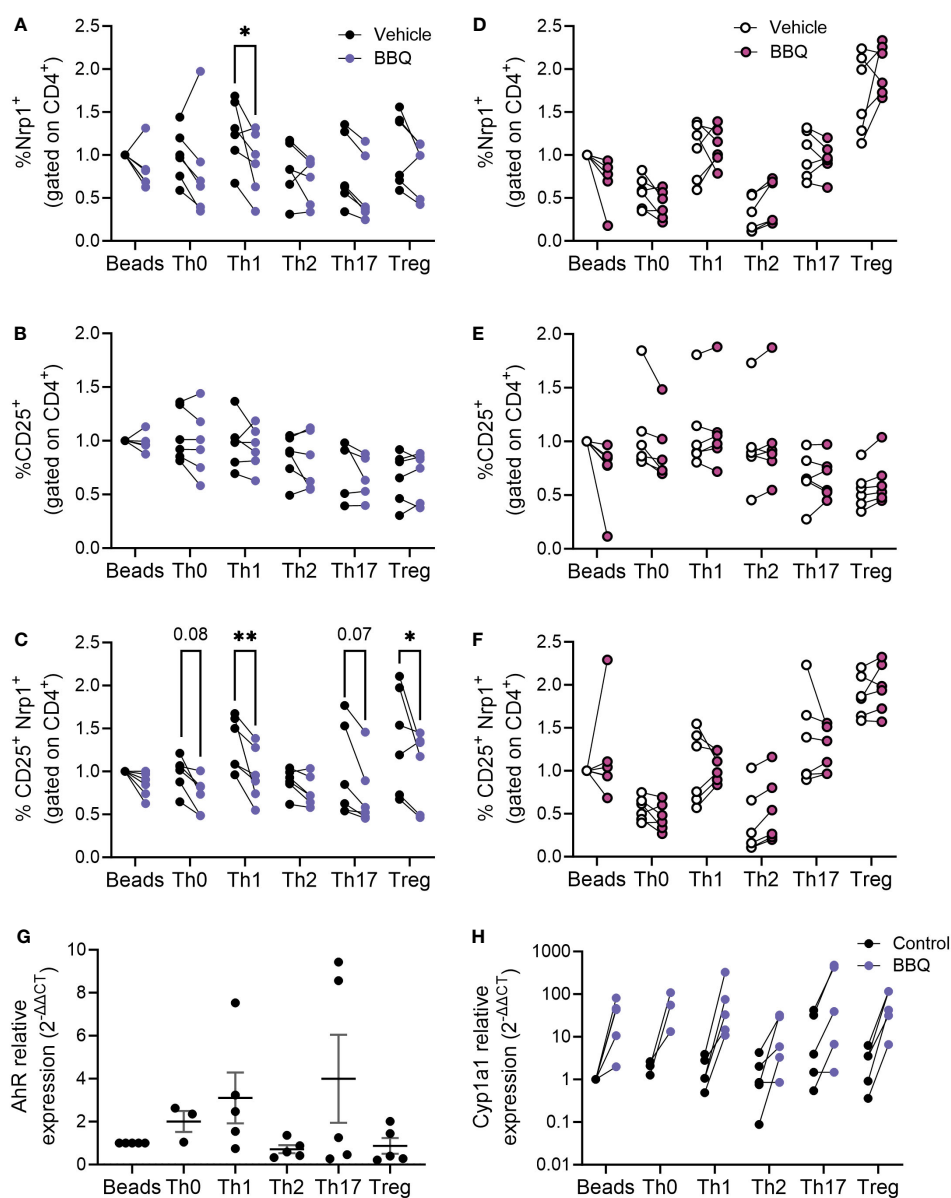 A
%Nrp1⁺
(gated on CD4⁺)
2.5
2.0
1.5
1.0
0.5
0.0
*
Vehicle
BBQ
Beads Th0 Th1 Th2 Th17 Treg
D
%Nrp1⁺
(gated on CD4⁺)
2.5
2.0
1.5
1.0
0.5
0.0
Vehicle
BBQ
Beads Th0 Th1 Th2 Th17 Treg
B
%CD25⁺
(gated on CD4⁺)
2.0
1.5
1.0
0.5
0.0
Beads Th0 Th1 Th2 Th17 Treg
E
%CD25⁺
(gated on CD4⁺)
2.0
1.5
1.0
0.5
0.0
Beads Th0 Th1 Th2 Th17 Treg
C
% CD25⁺ Nrp1⁺
(gated on CD4⁺)
2.5
2.0
1.5
1.0
0.5
0.0
0.08 ** 0.07 *
Beads Th0 Th1 Th2 Th17 Treg
F
% CD25⁺ Nrp1⁺
(gated on CD4⁺)
2.5
2.0
1.5
1.0
0.5
0.0
Beads Th0 Th1 Th2 Th17 Treg
G
AhR relative
expression (2^-ΔΔCT)
10
8
6
4
2
0
Beads Th0 Th1 Th2 Th17 Treg
H
Cyp1a1 relative
expression (2^-ΔΔCT)
1000
100
10
1
0.1
0.01
Control
BBQ
Beads Th0 Th1 Th2 Th17 Treg